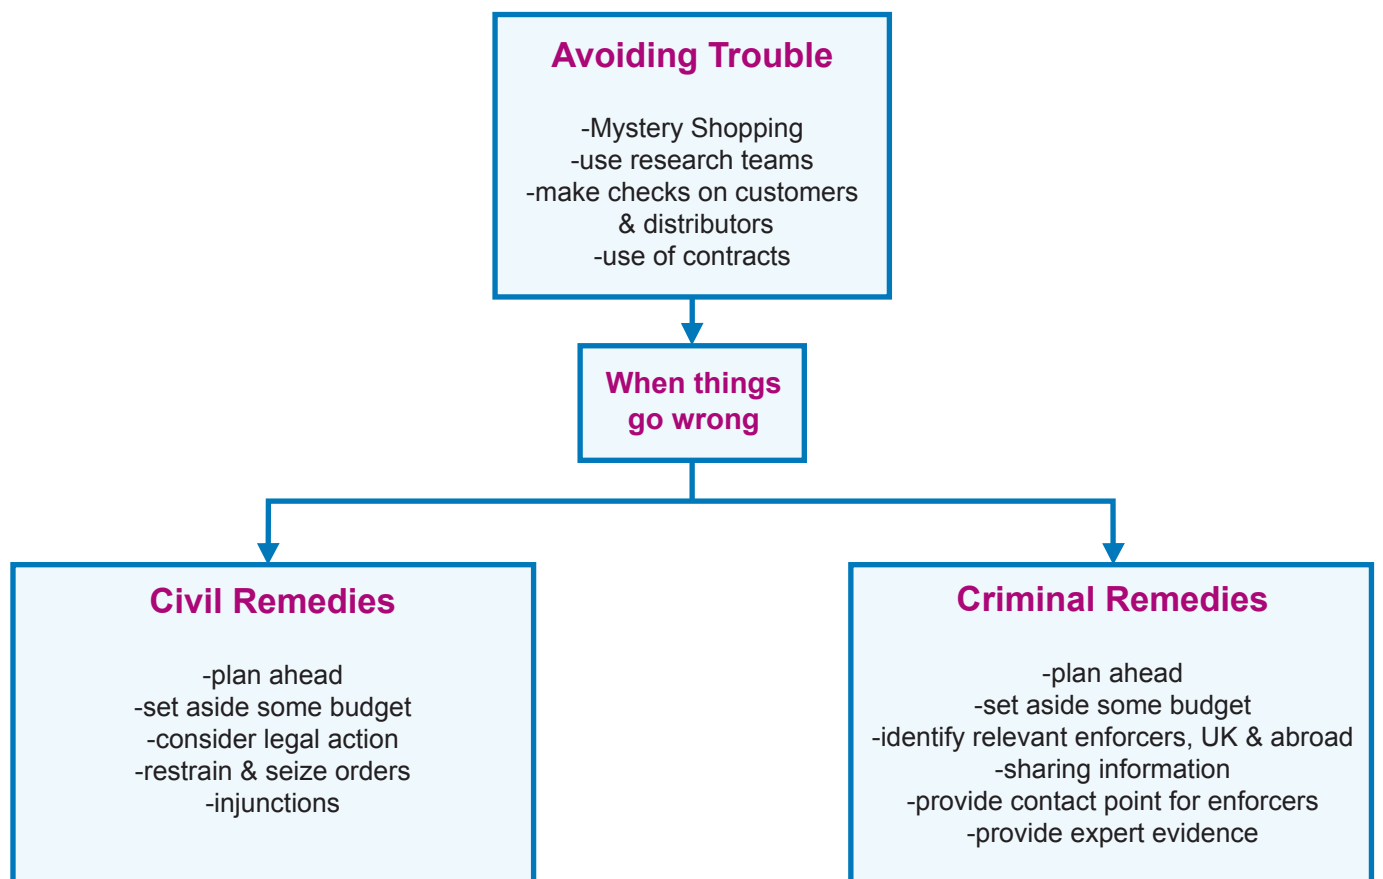 Avoiding Trouble
-Mystery Shopping
-use research teams
-make checks on customers
& distributors
-use of contracts
When things
go wrong
Civil Remedies
-plan ahead
-set aside some budget
-consider legal action
-restrain & seize orders
-injunctions
Criminal Remedies
-plan ahead
-set aside some budget
-identify relevant enforcers, UK & abroad
-sharing information
-provide contact point for enforcers
-provide expert evidence